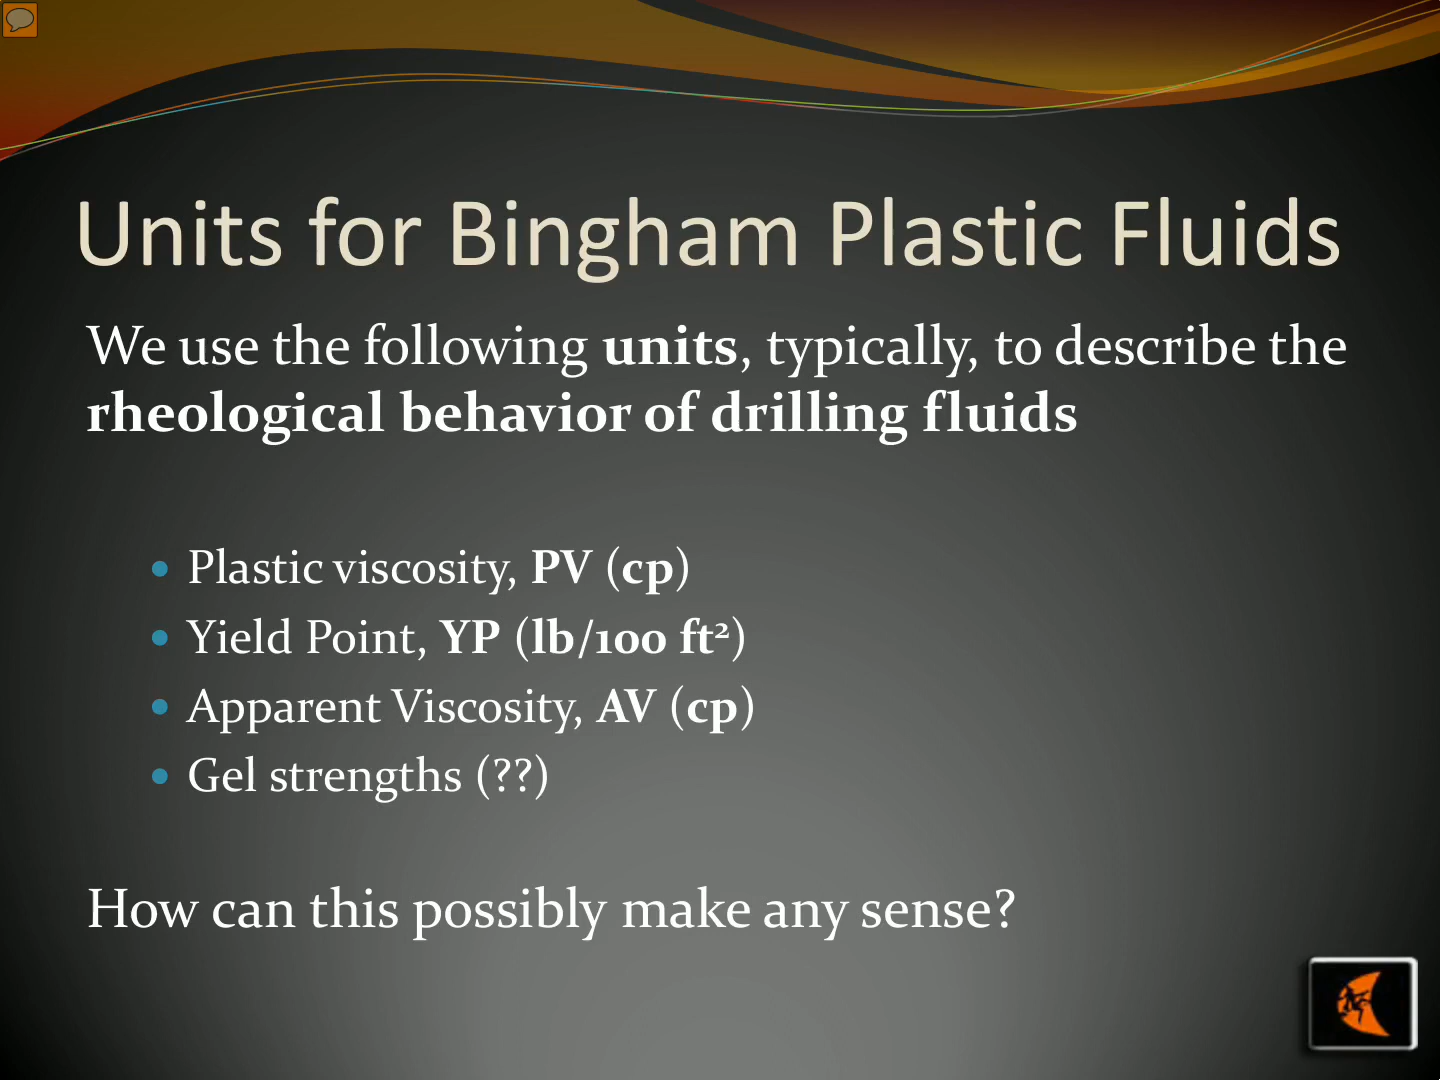 Units for Bingham Plastic Fluids
We use the following units, typically, to describe the
rheological behavior of drilling fluids
• Plastic viscosity, PV (cp)
• Yield Point, YP (lb/100 ft²)
• Apparent Viscosity, AV (cp)
• Gel strengths (??)
How can this possibly make any sense?